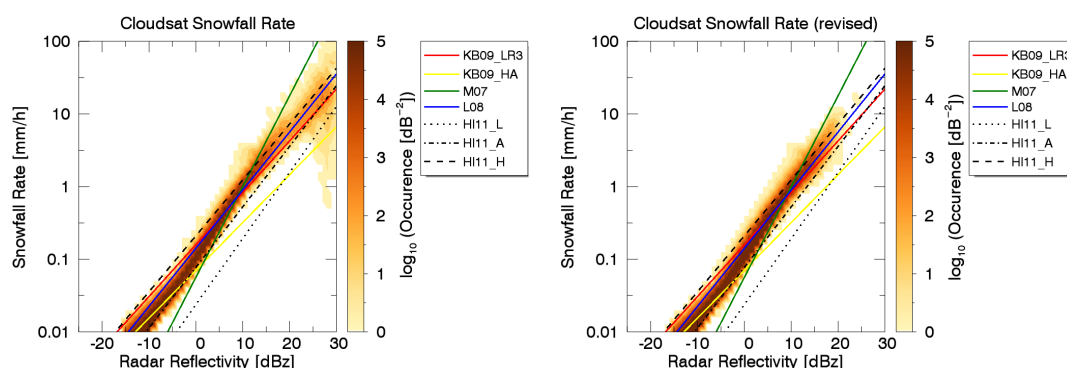 Cloudsat Snowfall Rate
100
10
1
0.1
0.01
Snowfall Rate [mm/h]
-20 -10 0 10 20 30
Radar Reflectivity [dBz]
5
4
3
2
1
0
log10 (Occurence [dB-2])
KB09_LR3
KB09_HA
M07
L08
HI11_L
HI11_A
HI11_H
Cloudsat Snowfall Rate (revised)
100
10
1
0.1
0.01
Snowfall Rate [mm/h]
-20 -10 0 10 20 30
Radar Reflectivity [dBz]
5
4
3
2
1
0
log10 (Occurence [dB-2])
KB09_LR3
KB09_HA
M07
L08
HI11_L
HI11_A
HI11_H